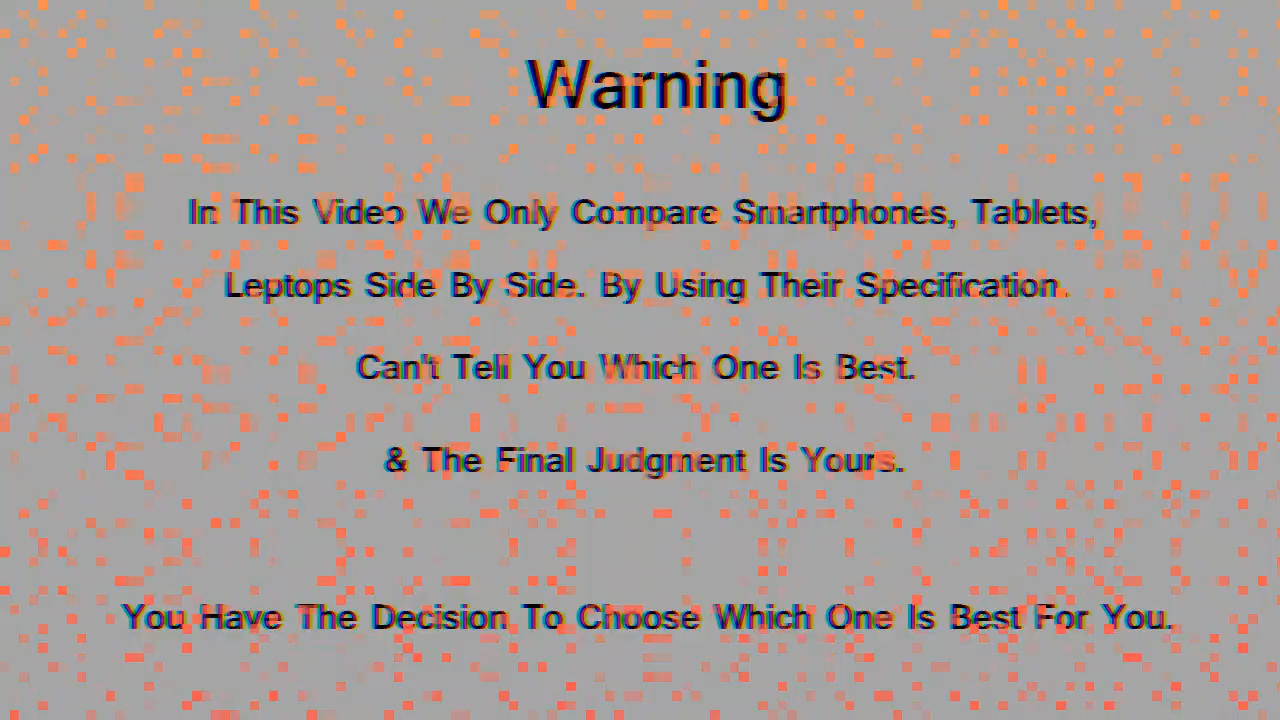 Warning
In This Video We Only Compare Smartphones, Tablets,
Leptops Side By Side. By Using Their Specification.
Can't Tell You Which One Is Best.
& The Final Judgment Is Yours.
You Have The Decision To Choose Which One Is Best For You.